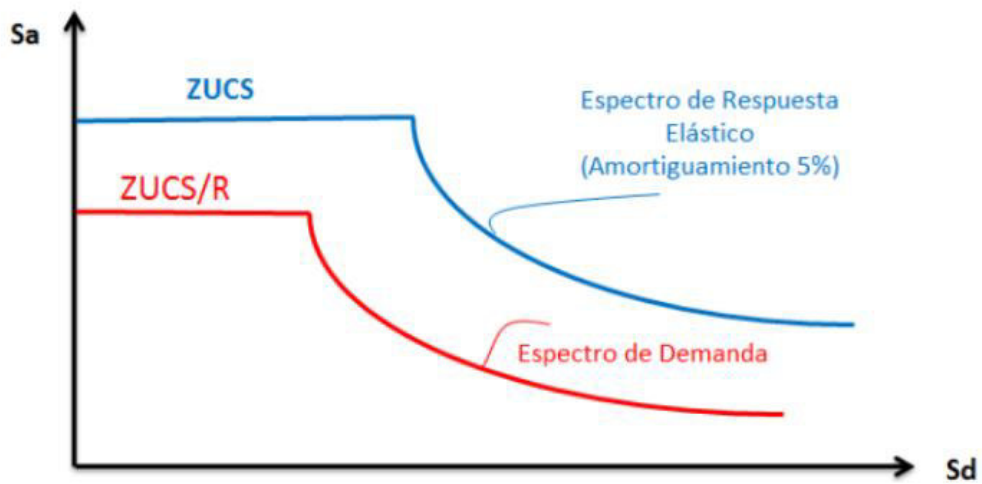 Sa
ZUCS
Espectro de Respuesta
Elástico
(Amortiguamiento 5%)
ZUCS/R
Espectro de Demanda
Sd